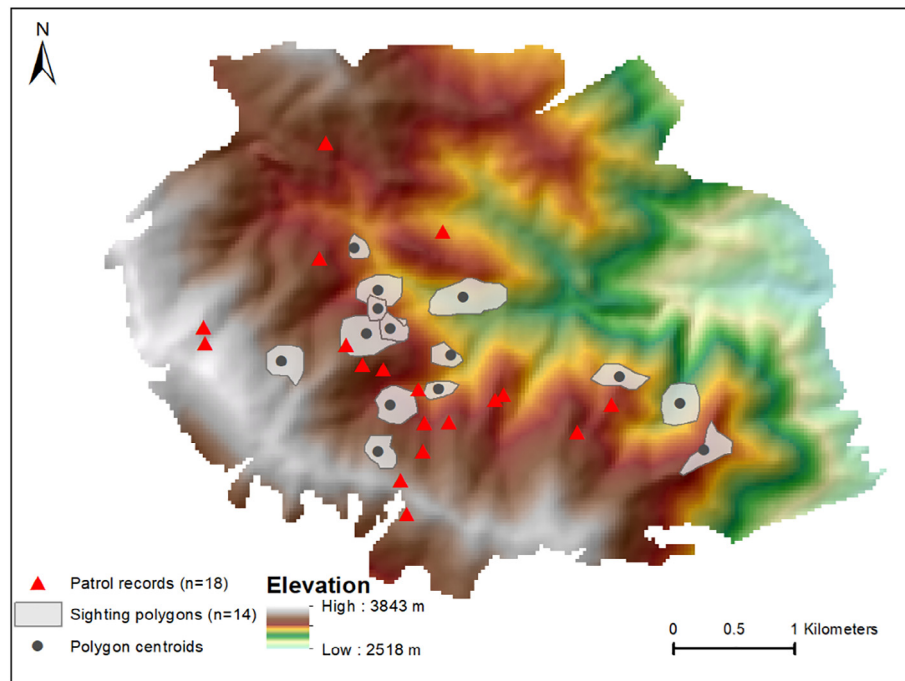 N
Patrol records (n=18)
Sighting polygons (n=14)
Polygon centroids
Elevation
High : 3843 m
Low : 2518 m
0 0.5 1 Kilometers